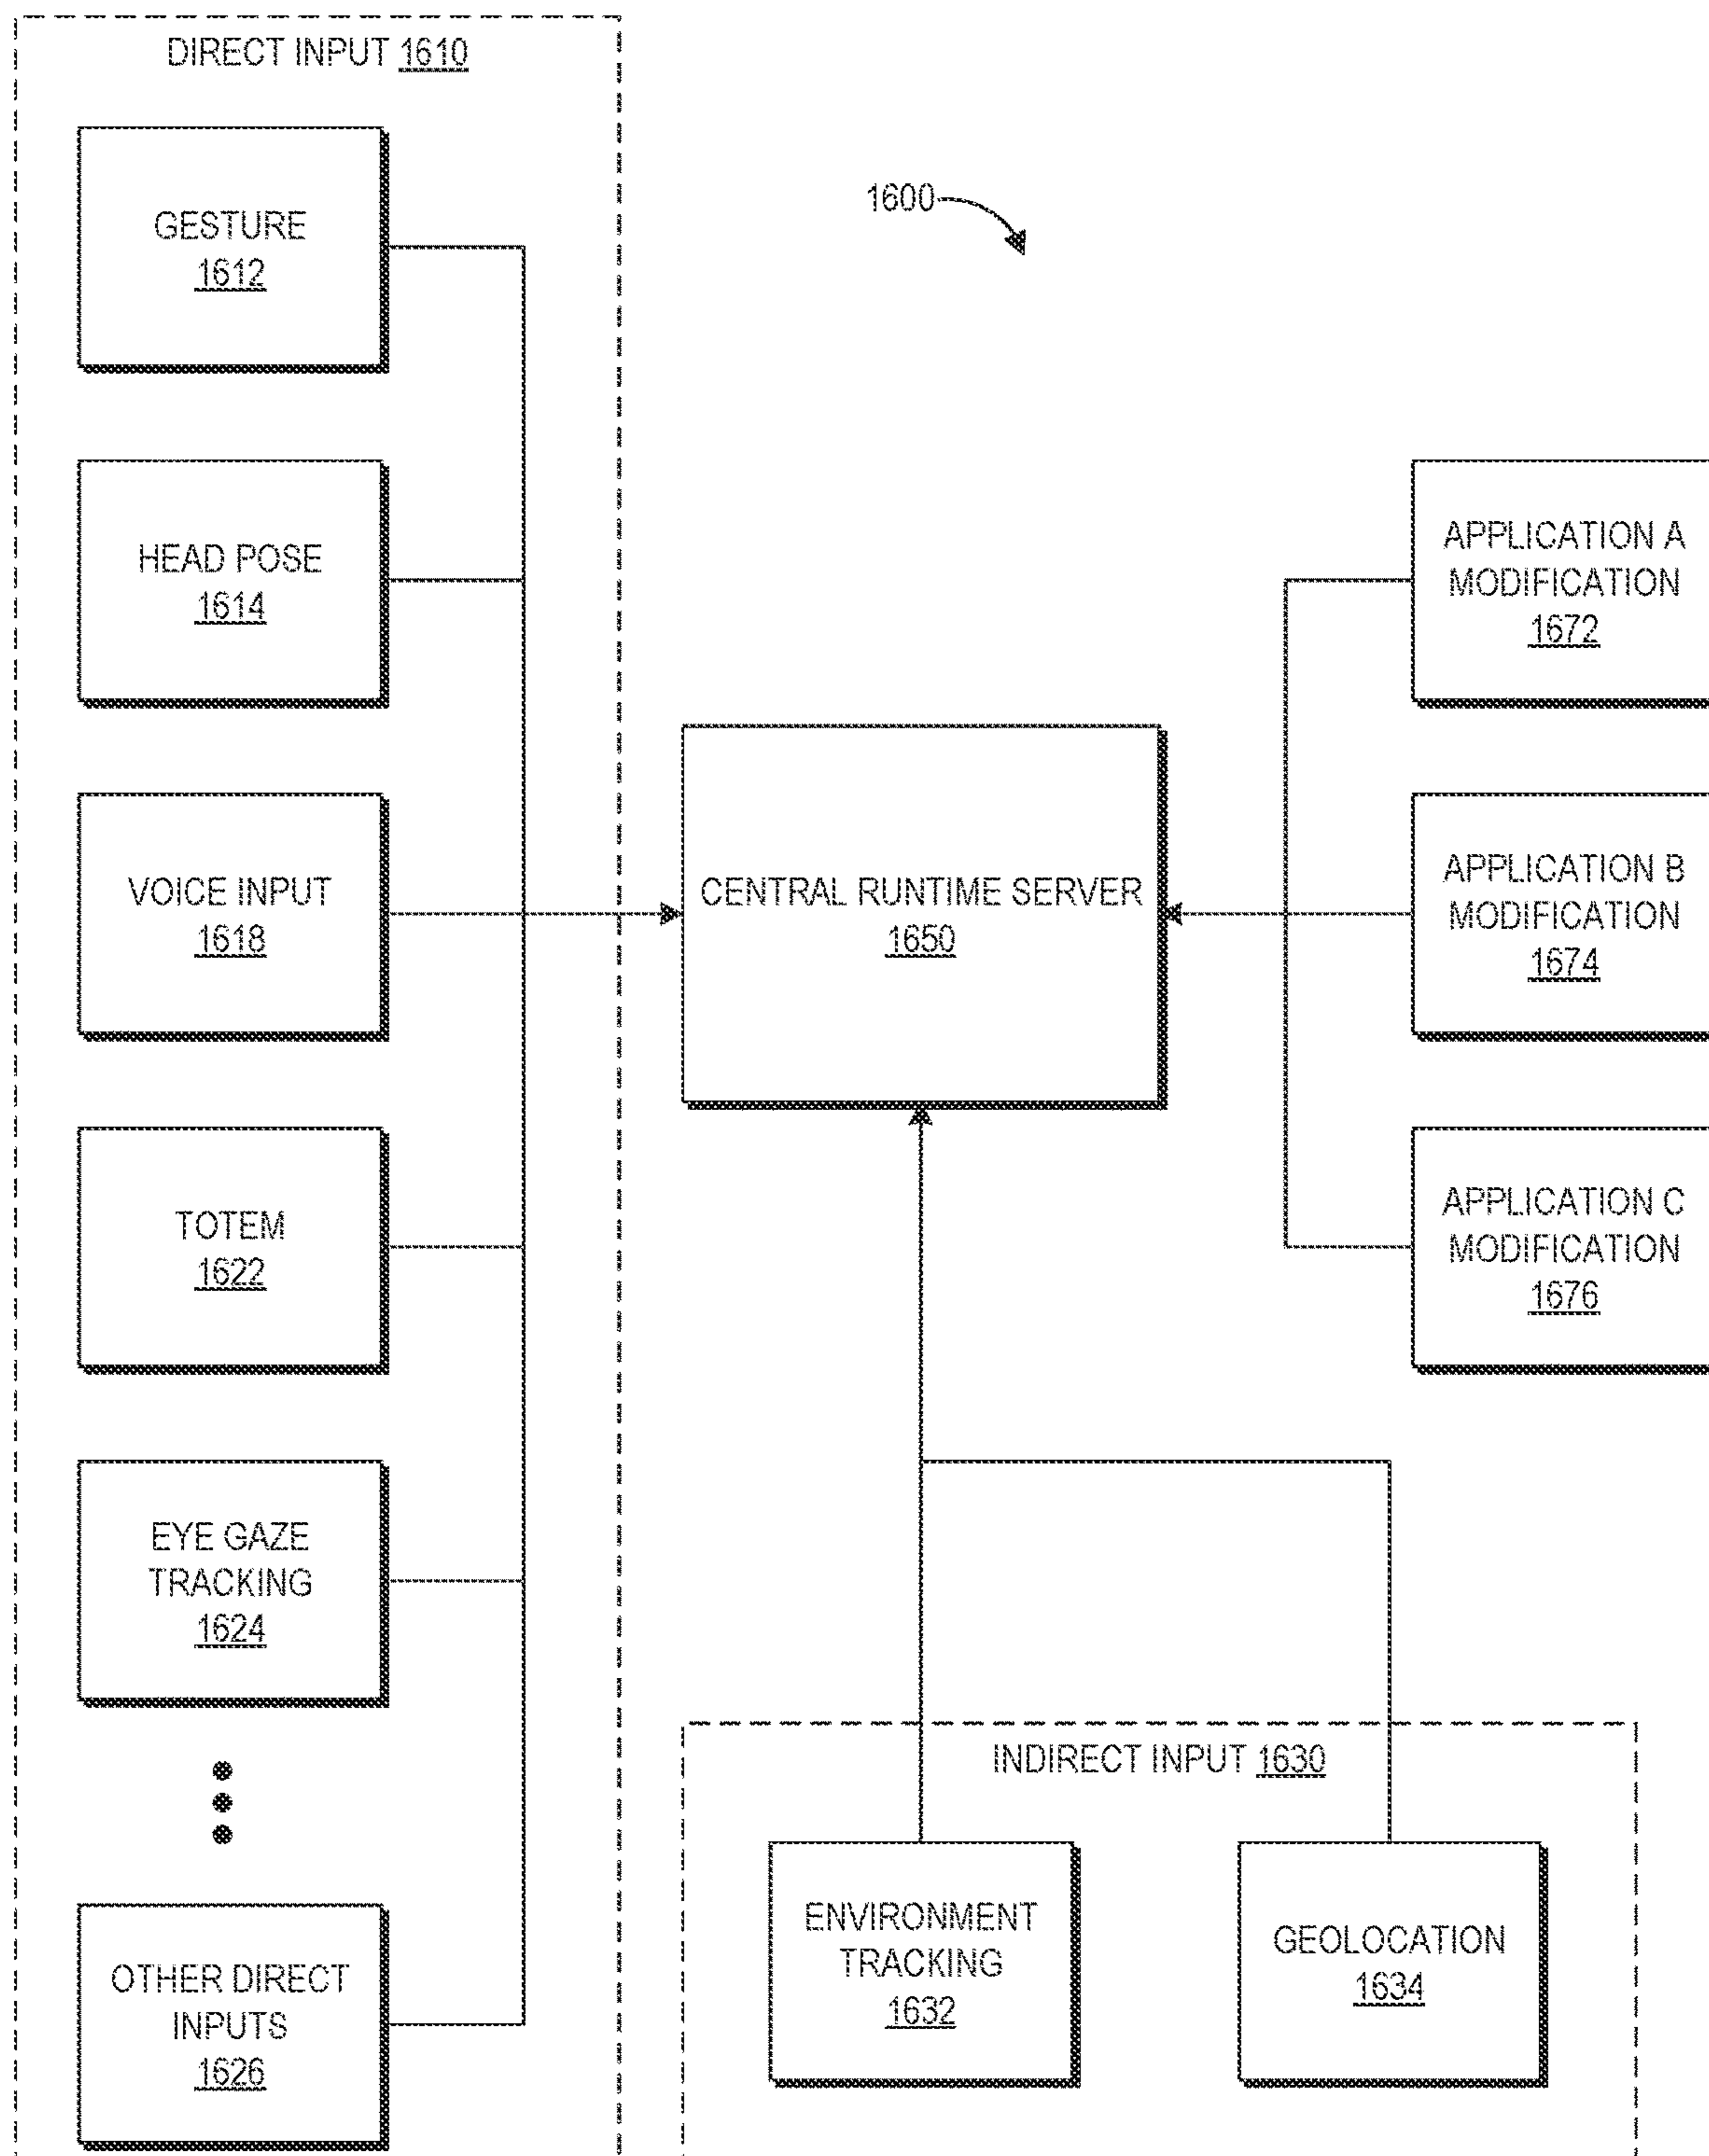 DIRECT INPUT 1610
GESTURE
1612
1600
HEAD POSE
1614
APPLICATION A
MODIFICATION
1672
VOICE INPUT
1618
CENTRAL RUNTIME SERVER
1650
APPLICATION B
MODIFICATION
1674
TOTEM
1622
APPLICATION C
MODIFICATION
1676
EYE GAZE
TRACKING
1624
INDIRECT INPUT 1630
OTHER DIRECT
INPUTS
1626
ENVIRONMENT
TRACKING
1632
GEOLOCATION
1634